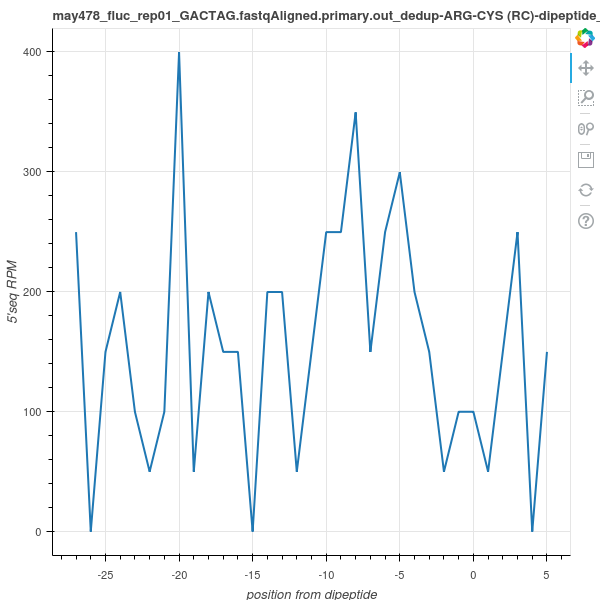 may478_fluc_rep01_GACTAG.fastqAligned.primary.out_dedup-ARG-CYS (RC)-dipeptide_
400
300
200
100
0
5'seq RPM
-25 -20 -15 -10 -5 0 5
position from dipeptide